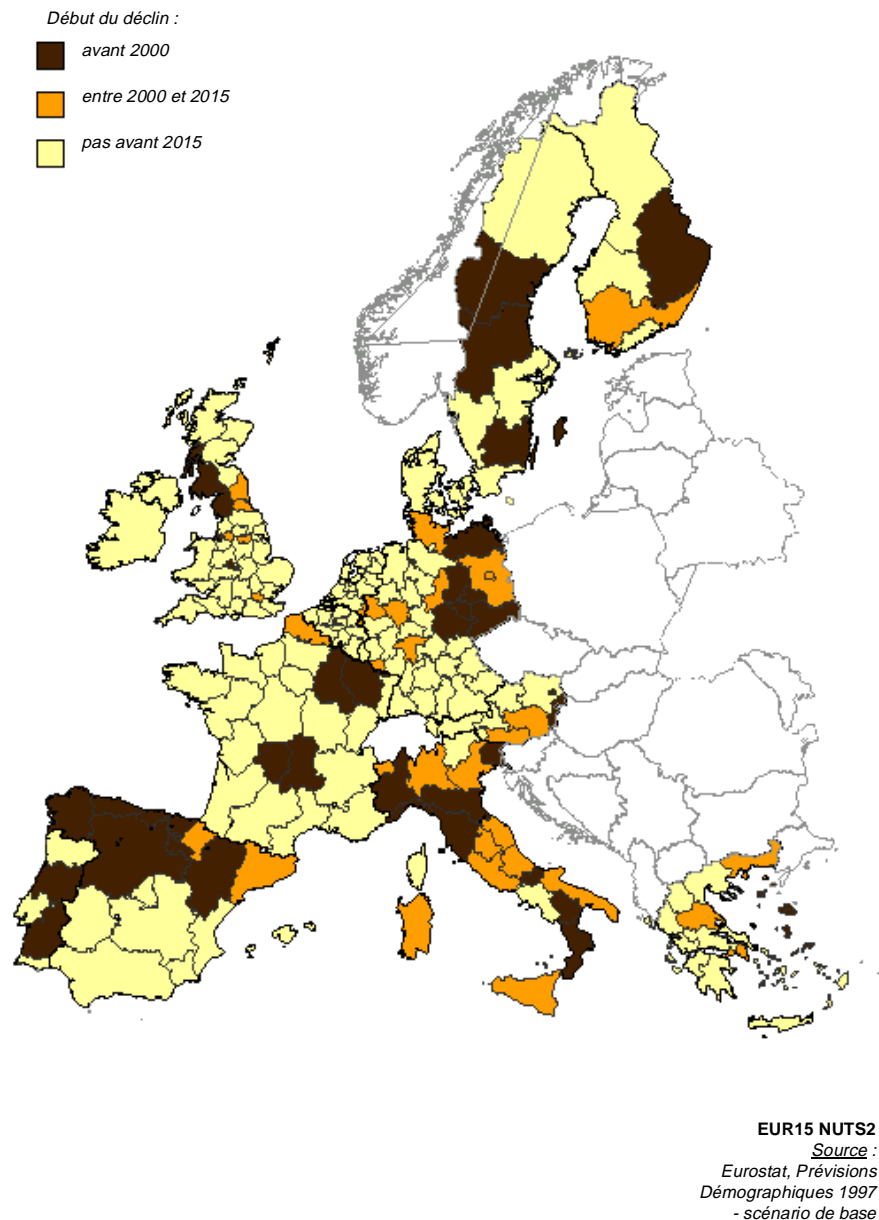 Début du déclin :
avant 2000
entre 2000 et 2015
pas avant 2015
EUR15 NUTS2
Source :
Eurostat, Prévisions
Démographiques 1997
- scénario de base